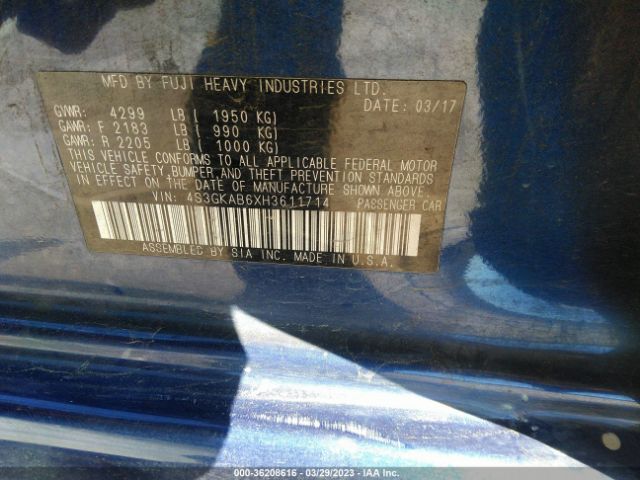 MFD BY FUJI HEAVY INDUSTRIES LTD.
DATE: 03/17
GVWR: 4299 LB ( 1950 KG)
GAWR: F 2183 LB ( 990 KG)
GAWR: R 2205 LB ( 1000 KG)
THIS VEHICLE CONFORMS TO ALL APPLICABLE FEDERAL MOTOR
VEHICLE SAFETY, BUMPER, AND THEFT PREVENTION STANDARDS
IN EFFECT ON THE DATE OF MANUFACTURE SHOWN ABOVE.
VIN: 4S3GKAB6XH3611714 PASSENGER CAR
ASSEMBLED BY SIA INC. MADE IN U.S.A.
000-36208616 - 03/29/2023 - IAA Inc.